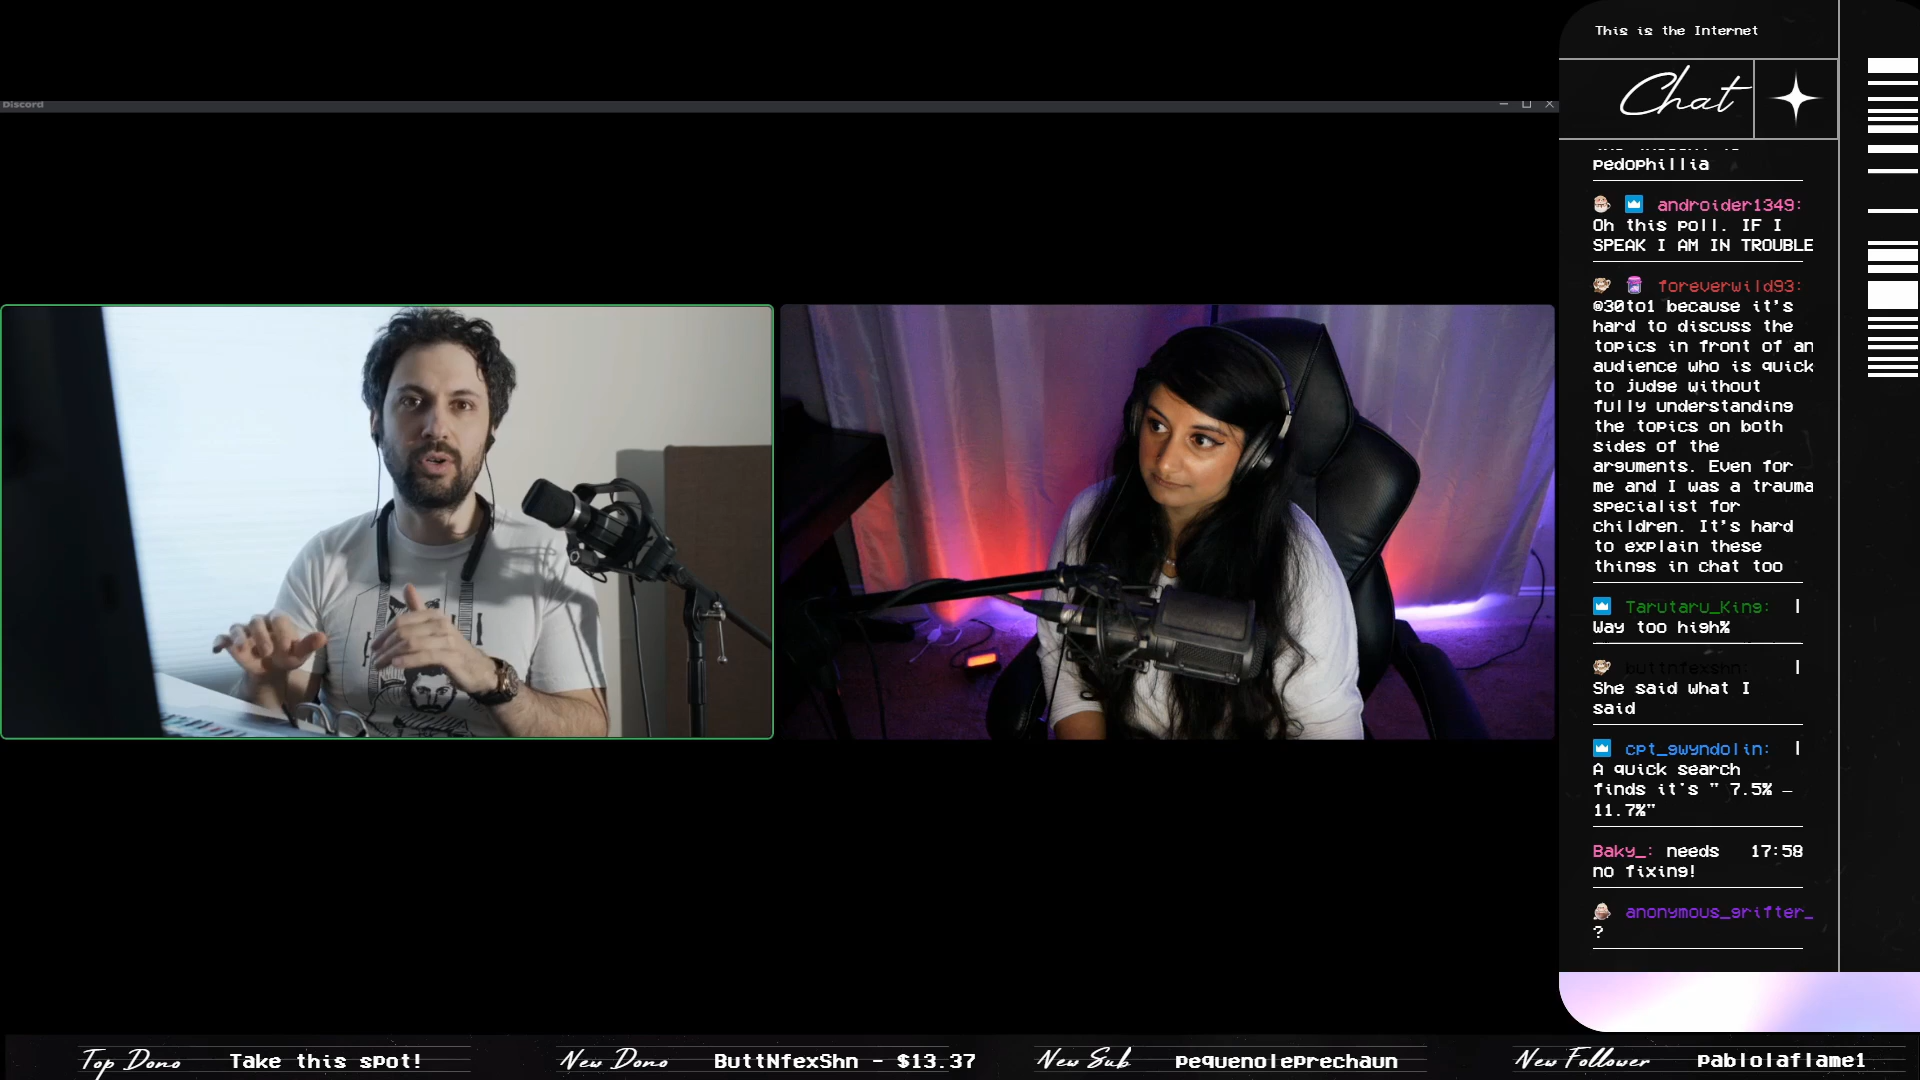 This is the Internet
Chat
Discord
pedophillia
androider1349:
Oh this poll. IF I
SPEAK I AM IN TROUBLE
foreverwild93:
@30to1 because it's
hard to discuss the
topics in front of an
audience who is quick
to judge without
fully understanding
the topics on both
sides of the
arguments. Even for
me and I was a trauma
specialist for
children. It's hard
to explain these
things in chat too
Tarutaru_King:
Way too high%
buttnfexshn:
She said what I
said
cpt_gwyndolin:
A quick search
finds it's " 7.5% –
11.7%"
Baky_: needs 17:58
no fixing!
anonymous_grifter_
?
Top Dono Take this spot!
New Dono ButtNfexShn - $13.37
New Sub pequenoleprechaun
New Follower pablolaflame1